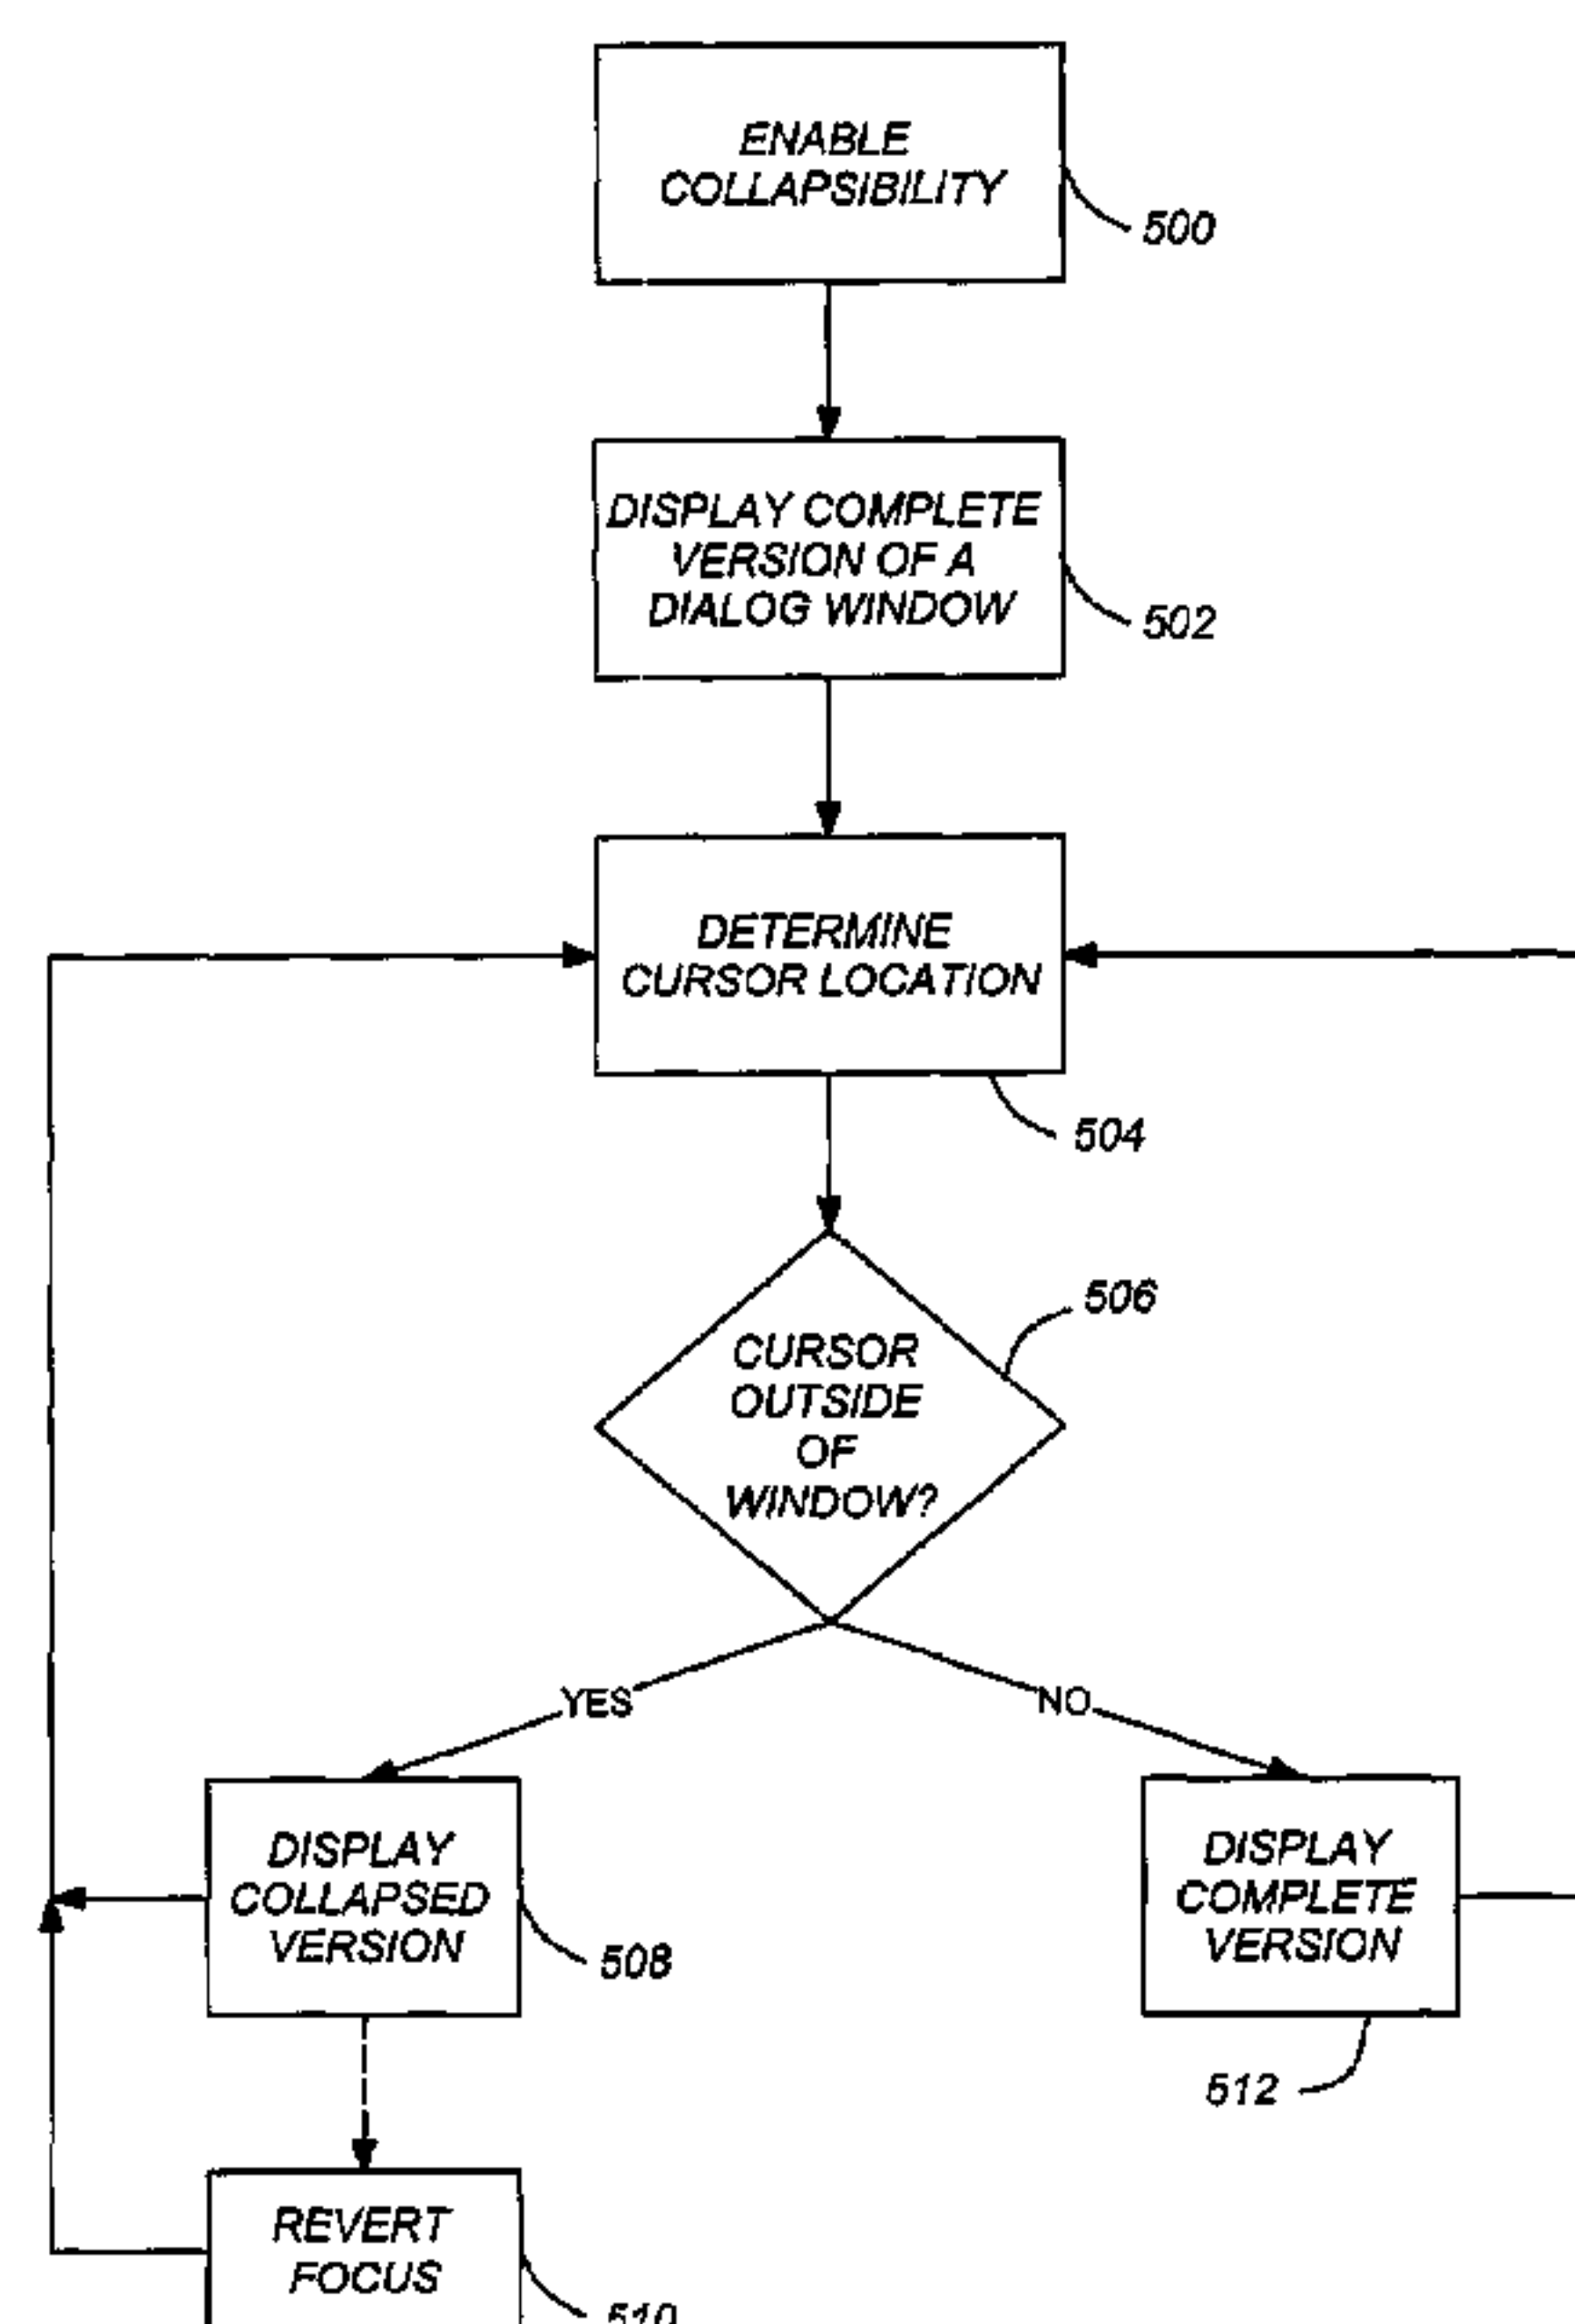 ENABLE
COLLAPSIBILITY
500
DISPLAY COMPLETE
VERSION OF A
DIALOG WINDOW
502
DETERMINE
CURSOR LOCATION
504
506
CURSOR
OUTSIDE
OF
WINDOW?
YES
NO
DISPLAY
COLLAPSED
VERSION
508
DISPLAY
COMPLETE
VERSION
512
REVERT
FOCUS
510